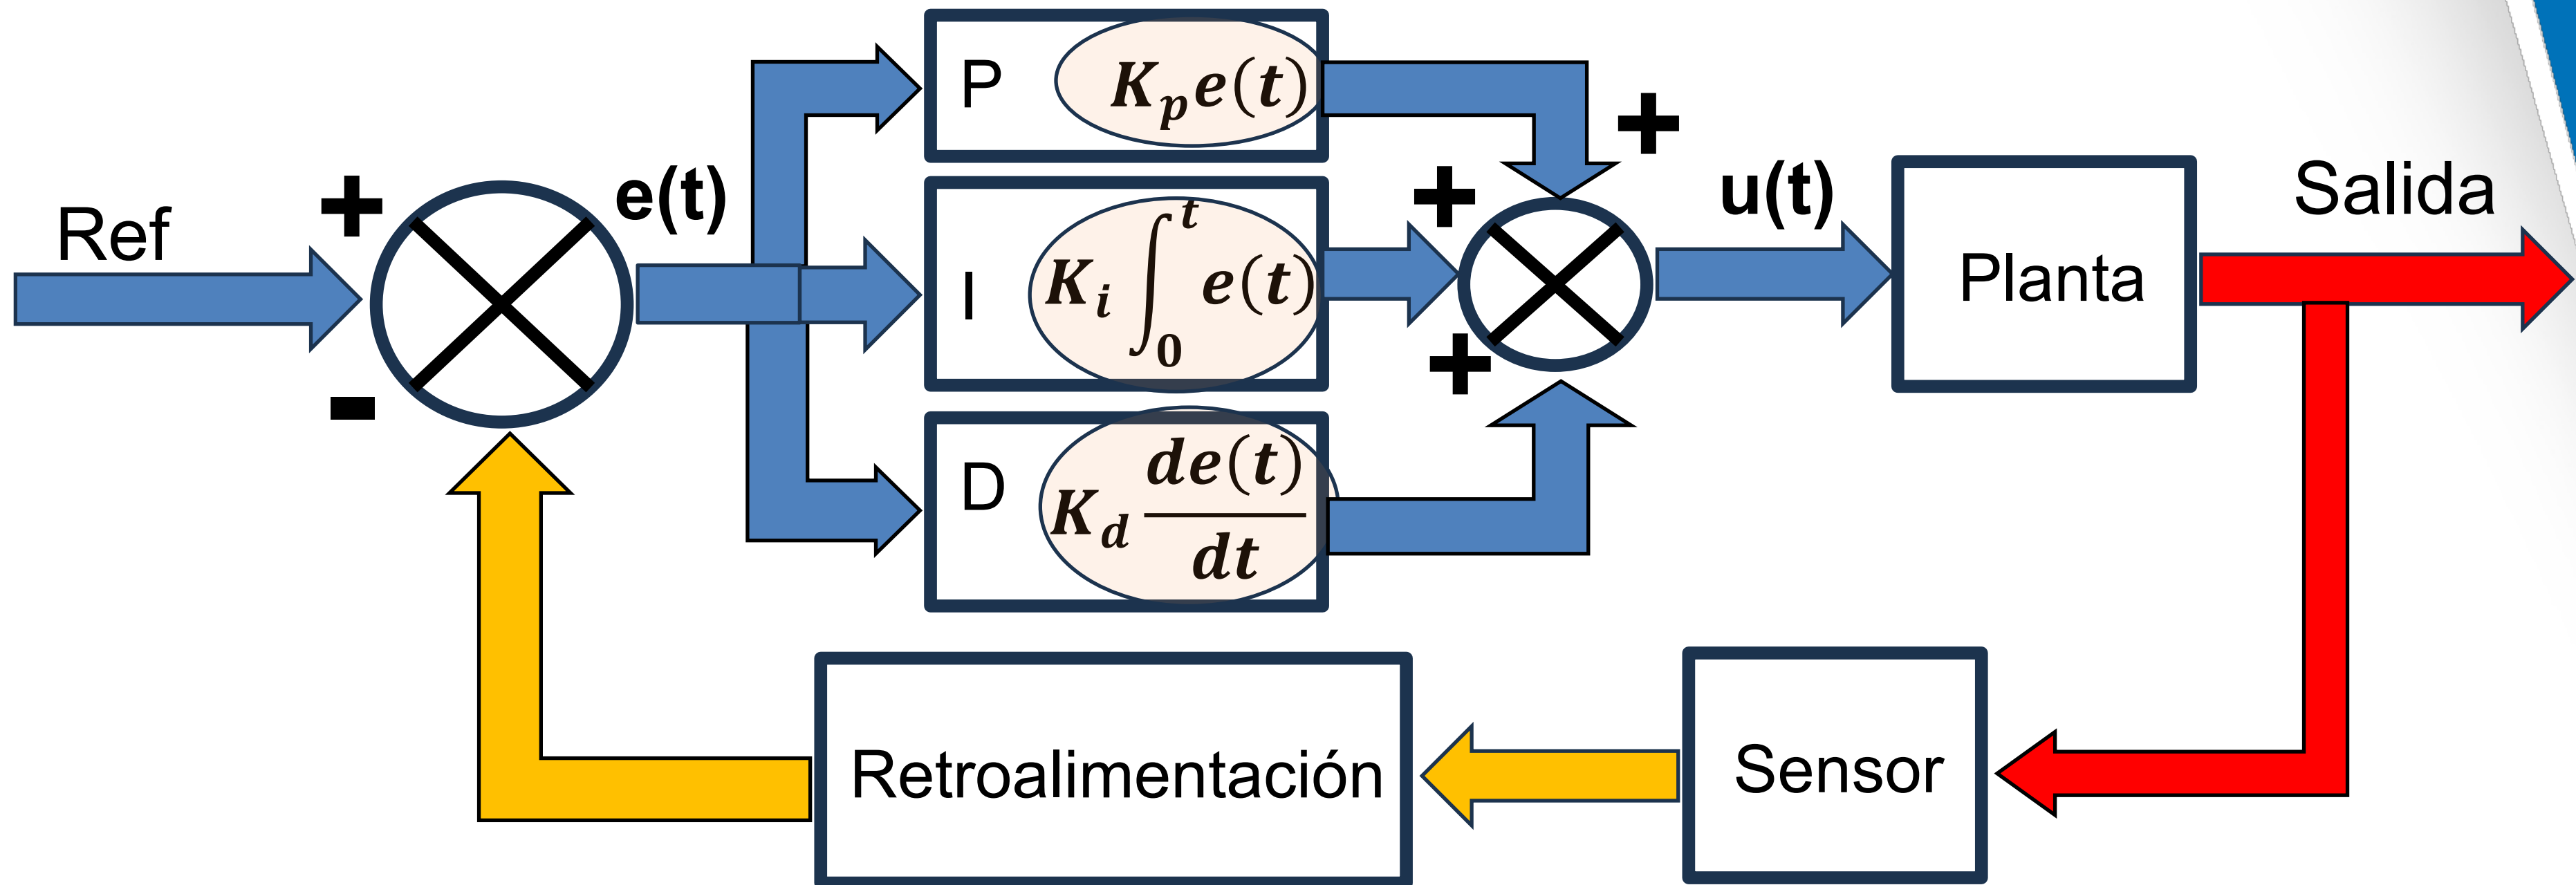 Ref
+
-
e(t)
P K_p e(t)
I K_i ∫_0^t e(t)
D K_d de(t)/dt
+
+
+
u(t)
Planta
Salida
Retroalimentación
Sensor